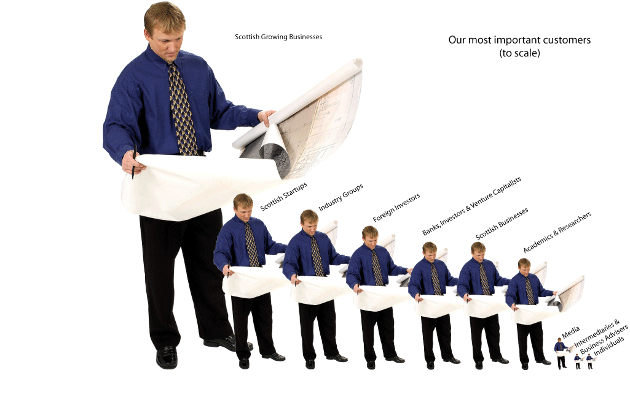 Scottish Growing Businesses
Our most important customers
(to scale)
Scottish Startups
Industry Groups
Foreign Investors
Banks, Investors & Venture Capitalists
Scottish Businesses
Academics & Researchers
Media
Intermediaries &
Business Advisers
Individuals